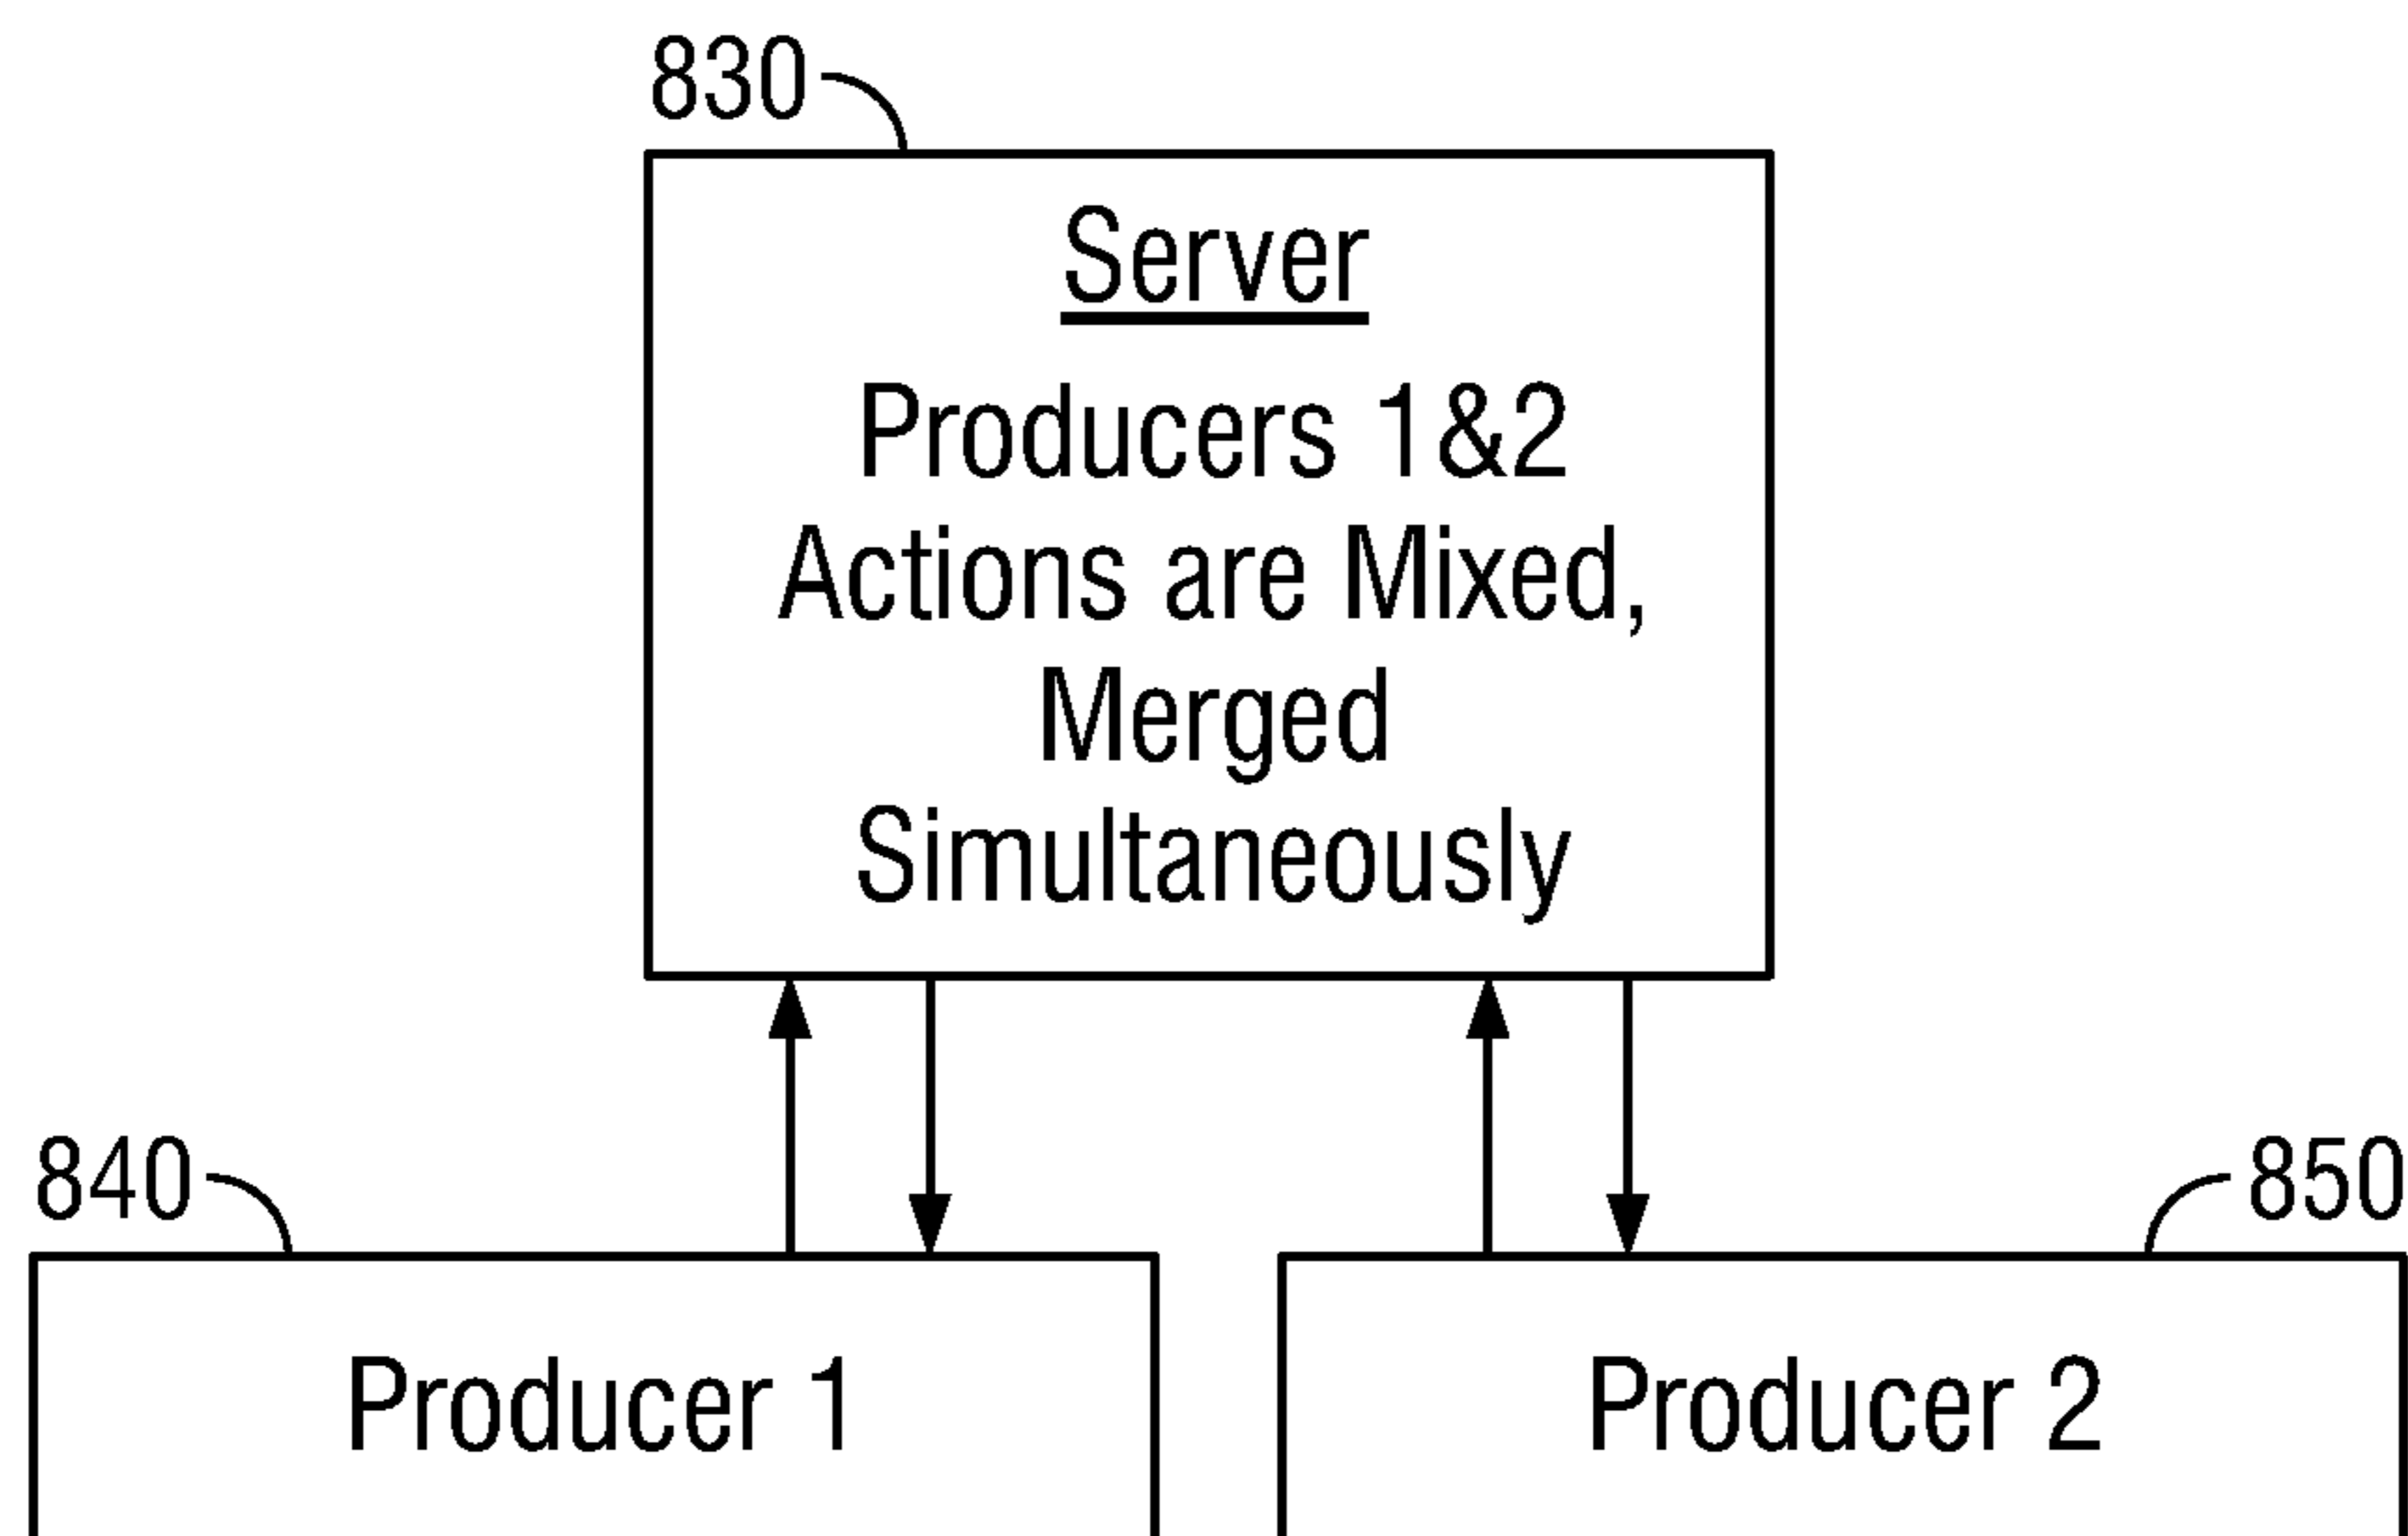 830
Server
Producers 1&2
Actions are Mixed,
Merged
Simultaneously
840
850
Producer 1
Producer 2